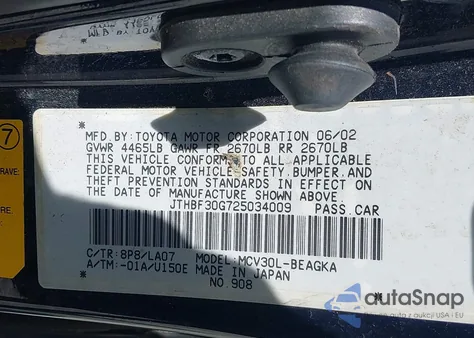 7
MFD.BY:TOYOTA MOTOR CORPORATION 06/02
GVWR 4465LB GAWR FR 2670LB RR 2670LB
THIS VEHICLE CONFORMS TO ALL APPLICABLE
FEDERAL MOTOR VEHICLE SAFETY,BUMPER,AND
THEFT PREVENTION STANDARDS IN EFFECT ON
THE DATE OF MANUFACTURE SHOWN ABOVE.
JTHBF30G725034009 PASS.CAR
C/TR:8P8/LA07 MODEL:MCV30L-BEAGKA
A/TM:-01A/U150E MADE IN JAPAN
NO.908
autoSnap